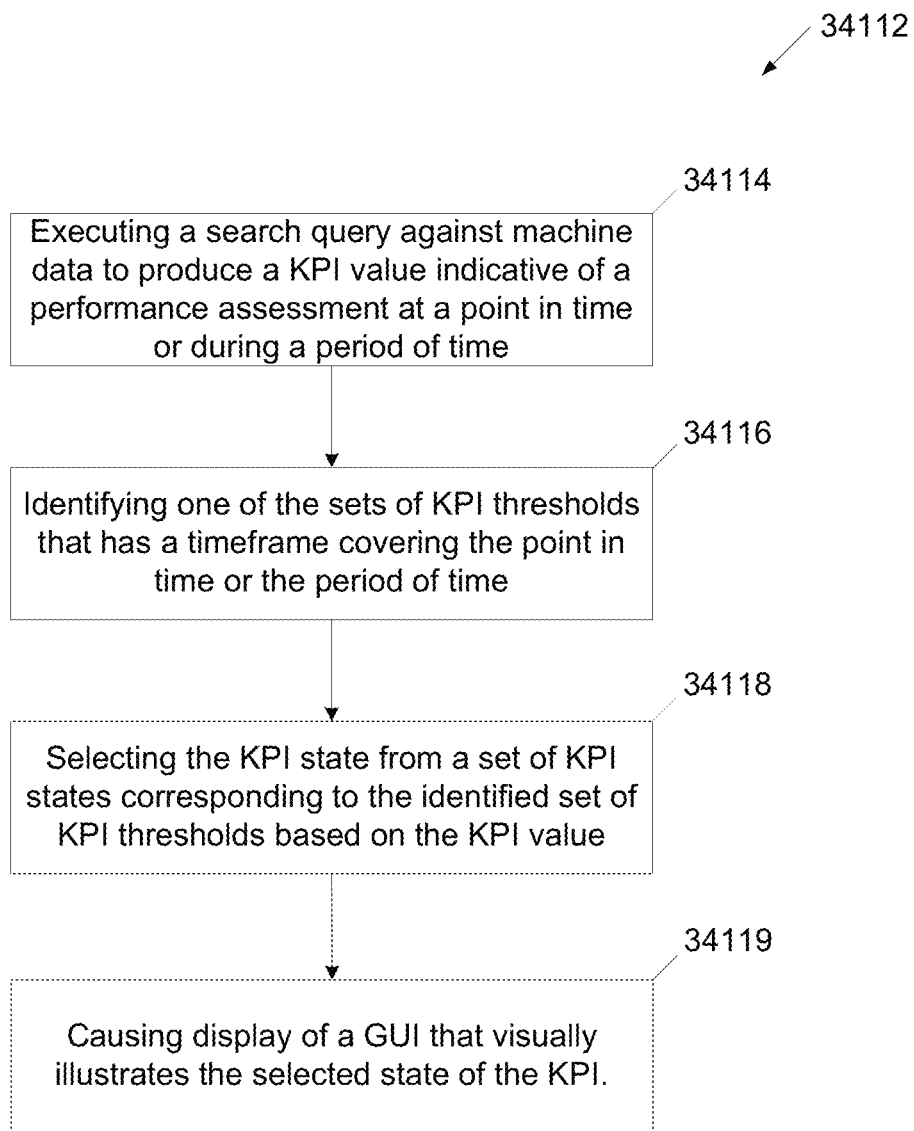 34112
34114
Executing a search query against machine
data to produce a KPI value indicative of a
performance assessment at a point in time
or during a period of time
34116
Identifying one of the sets of KPI thresholds
that has a timeframe covering the point in
time or the period of time
34118
Selecting the KPI state from a set of KPI
states corresponding to the identified set of
KPI thresholds based on the KPI value
34119
Causing display of a GUI that visually
illustrates the selected state of the KPI.